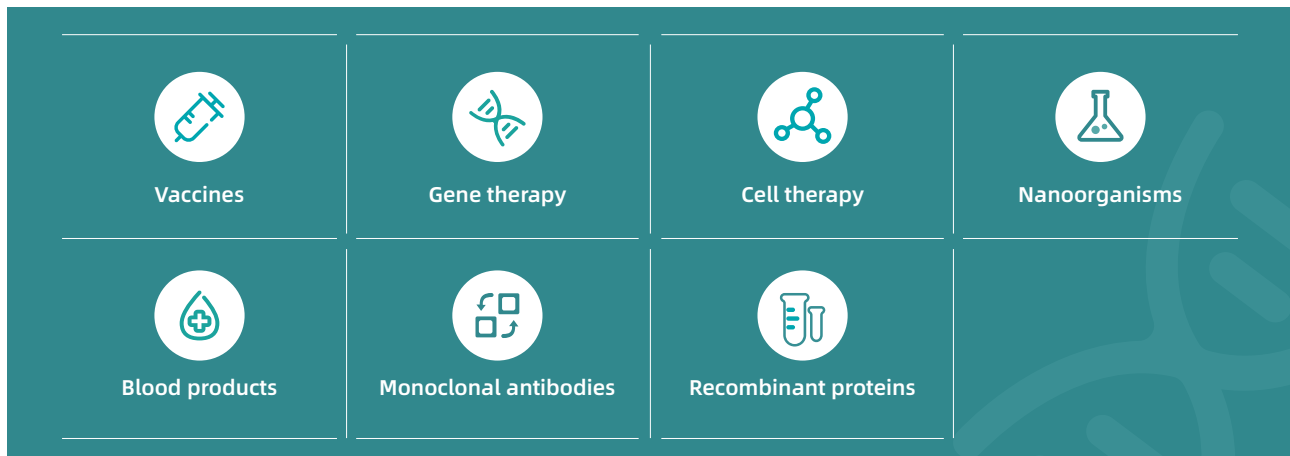 Vaccines
Gene therapy
Cell therapy
Nanoorganisms
Blood products
Monoclonal antibodies
Recombinant proteins